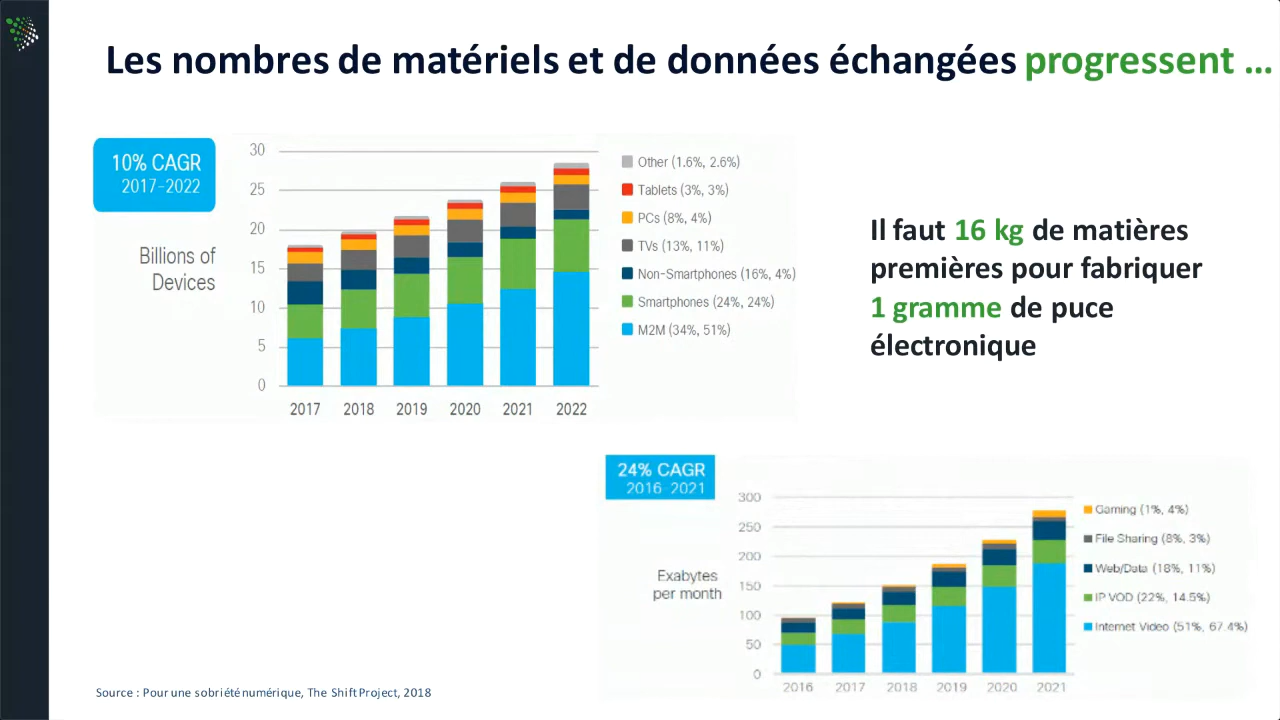 Les nombres de matériels et de données échangées progressent ...
10% CAGR
2017-2022
Billions of
Devices
30
25
20
15
10
5
0
2017 2018 2019 2020 2021 2022
Other (1.6%, 2.6%)
Tablets (3%, 3%)
PCs (8%, 4%)
TVs (13%, 11%)
Non-Smartphones (16%, 4%)
Smartphones (24%, 24%)
M2M (34%, 51%)
Il faut 16 kg de matières
premières pour fabriquer
1 gramme de puce
électronique
24% CAGR
2016-2021
Exabytes
per month
300
250
200
150
100
50
0
2016 2017 2018 2019 2020 2021
Gaming (1%, 4%)
File Sharing (8%, 3%)
Web/Data (18%, 11%)
IP VOD (22%, 14.5%)
Internet Video (51%, 67.4%)
Source : Pour une sobriété numérique, The Shift Project, 2018